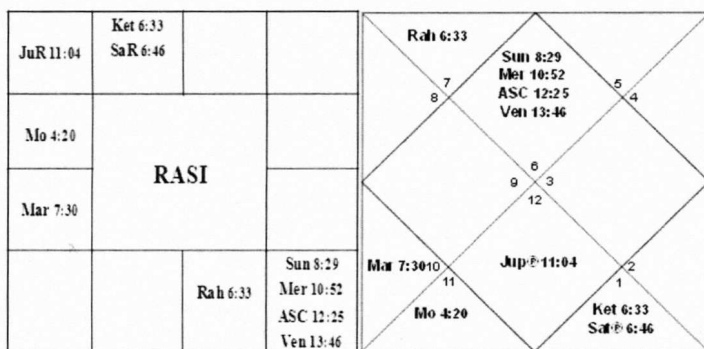 Ket 6:33
SaR 6:46
JuR 11:04
Mo 4:20
RASI
Mar 7:30
Rah 6:33
Sun 8:29
Mer 10:52
ASC 12:25
Ven 13:46
Rah 6:33
Sun 8:29
Mer 10:52
ASC 12:25
Ven 13:46
7
8
5
4
6
9 3
12
Mar 7:30 10
11
Mo 4:20
Jup℗ 11:04
2
1
Ket 6:33
Sat℗ 6:46